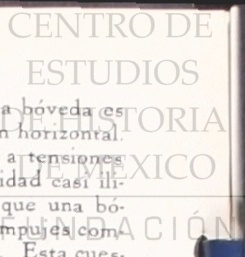 CENTRO DE
ESTUDIOS
DE HISTORIA
DE MEXICO
FUNDACIÓN
a bóveda es
n horizontal.
a tensiones
idad casi ili-
que una bó-
mpujes com-
Esta cues-